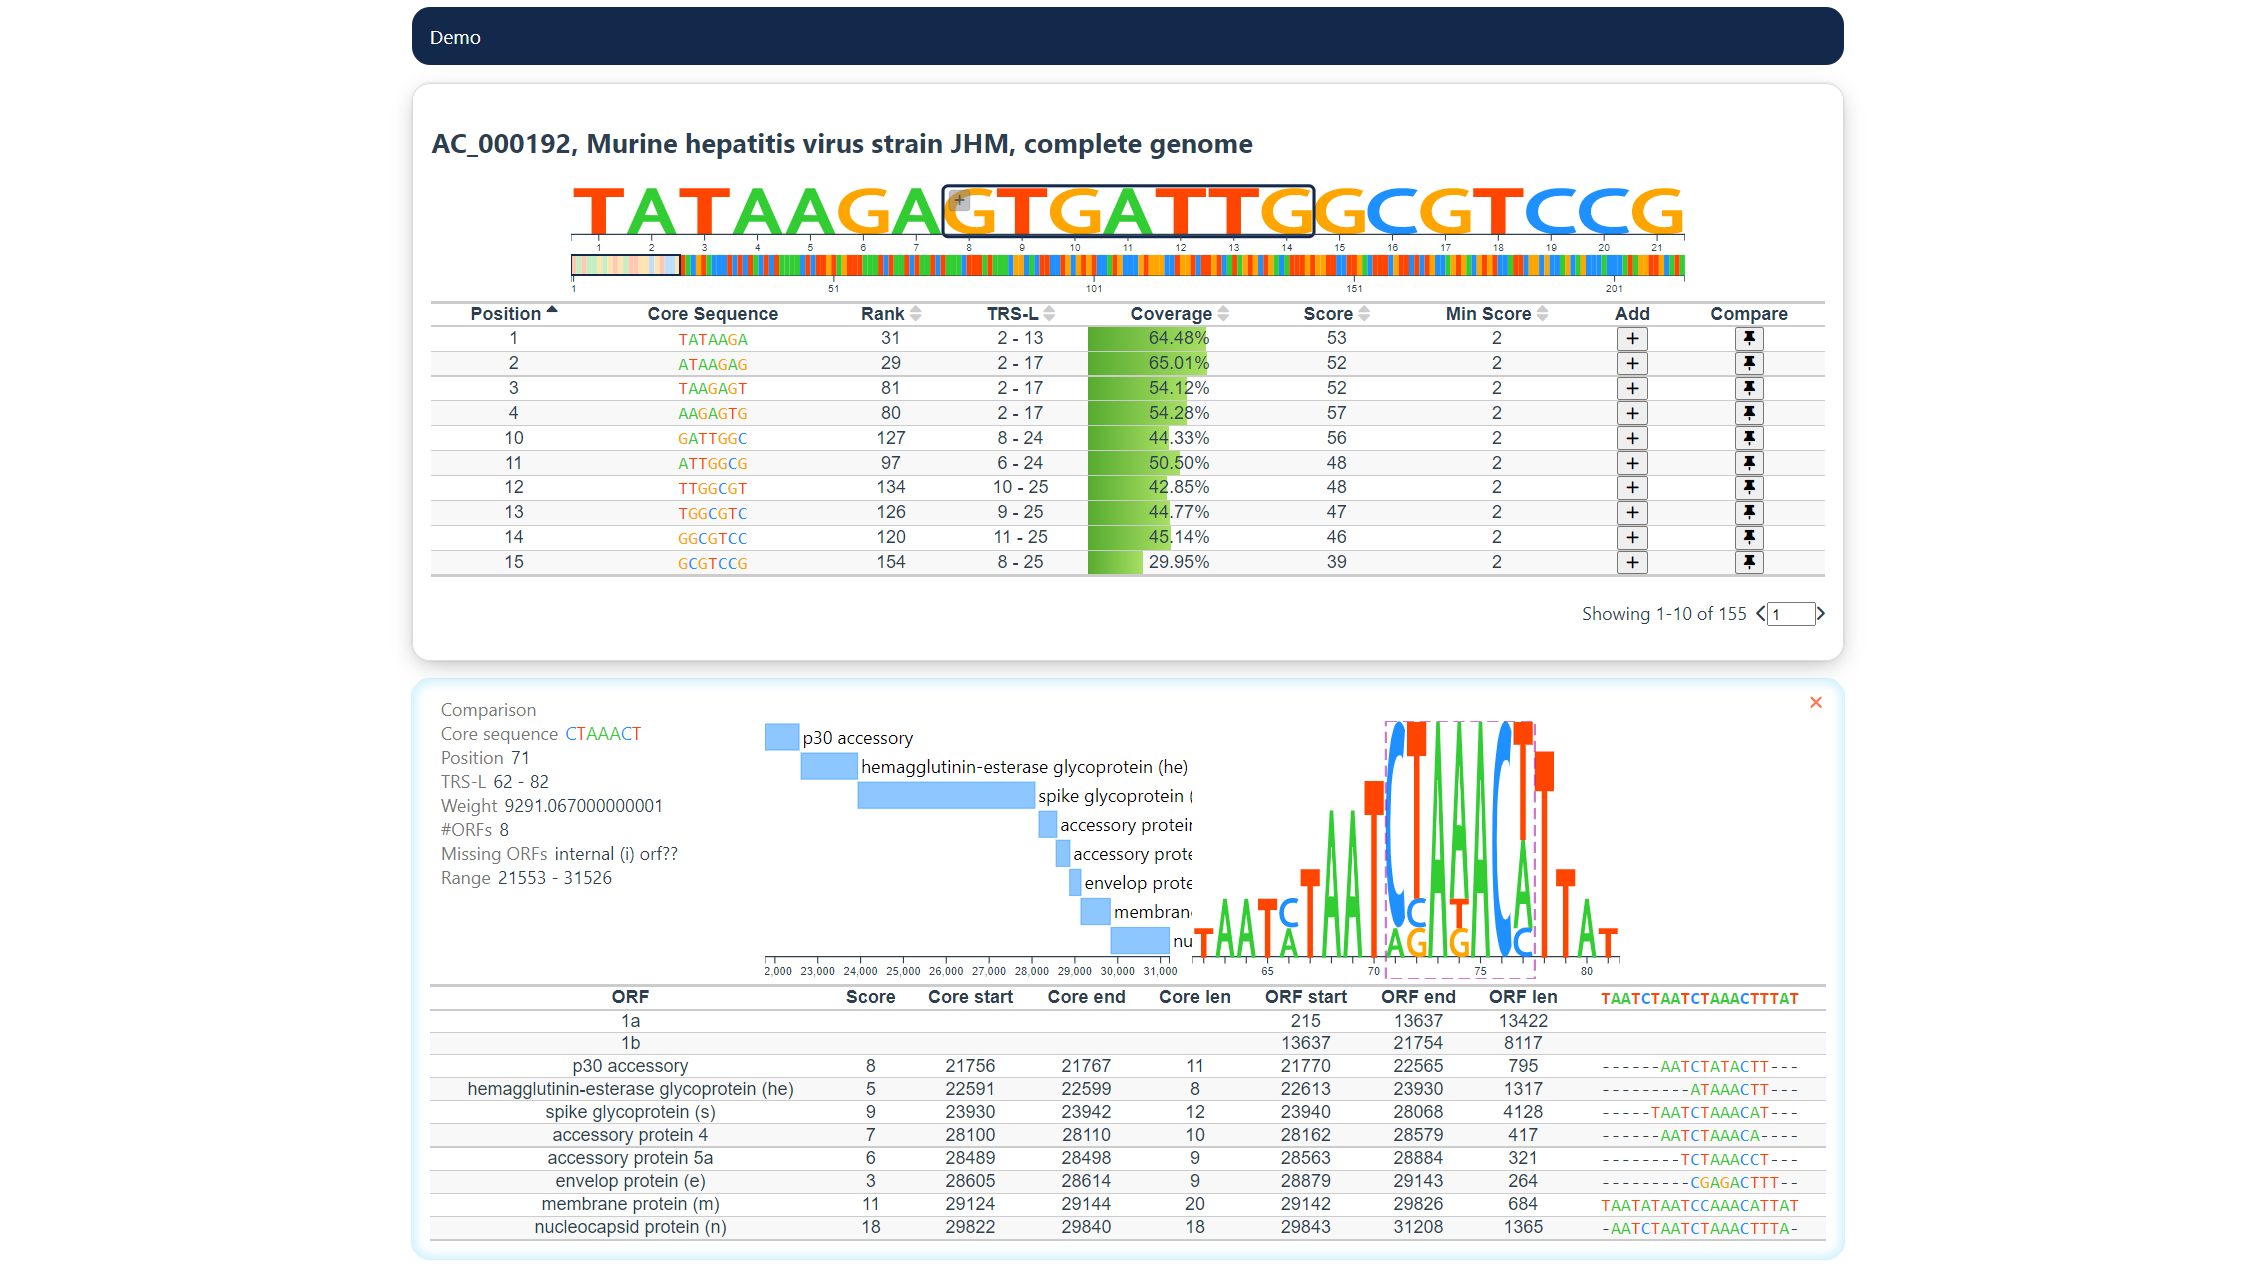 Demo
AC_000192, Murine hepatitis virus strain JHM, complete genome
TATAAGAGTGATTGGCGTCCG
+
1 2 3 4 5 6 7 8 9 10 11 12 13 14 15 16 17 18 19 20 21
1 51 101 151 201
Position Core Sequence Rank TRS-L Coverage Score Min Score Add Compare
1 TATAAGA 31 2 - 13 64.48% 53 2 +
2 ATAAGAG 29 2 - 17 65.01% 52 2 +
3 TAAGAGT 81 2 - 17 54.12% 52 2 +
4 AAGAGTG 80 2 - 17 54.28% 57 2 +
10 GATTGGC 127 8 - 24 44.33% 56 2 +
11 ATTGGCG 97 6 - 24 50.50% 48 2 +
12 TTGGCGT 134 10 - 25 42.85% 48 2 +
13 TGGCGTC 126 9 - 25 44.77% 47 2 +
14 GGCGTCC 120 11 - 25 45.14% 46 2 +
15 GCGTCCG 154 8 - 25 29.95% 39 2 +
Showing 1-10 of 155 < 1 >
×
Comparison
Core sequence CTAAACT
Position 71
TRS-L 62 - 82
Weight 9291.067000000001
#ORFs 8
Missing ORFs internal (i) orf??
Range 21553 - 31526
p30 accessory
hemagglutinin-esterase glycoprotein (he)
spike glycoprotein (
accessory protein
accessory prote
envelop prote
membran
nu
2,000 23,000 24,000 25,000 26,000 27,000 28,000 29,000 30,000 31,000
CTAAACT
TT
TAAT
A
CCT
TAATCTAATAGAGACCTTAT
65 70 75 80
ORF Score Core start Core end Core len ORF start ORF end ORF len TAATCTAATCTAAACTTTAT
1a 215 13637 13422
1b 13637 21754 8117
p30 accessory 8 21756 21767 11 21770 22565 795 ------AATCTATACTT---
hemagglutinin-esterase glycoprotein (he) 5 22591 22599 8 22613 23930 1317 ---------ATAAACTT---
spike glycoprotein (s) 9 23930 23942 12 23940 28068 4128 -----TAATCTAAACAT---
accessory protein 4 7 28100 28110 10 28162 28579 417 ------AATCTAAACA----
accessory protein 5a 6 28489 28498 9 28563 28884 321 --------TCTAAACCT---
envelop protein (e) 3 28605 28614 9 28879 29143 264 ---------CGAGACTTT--
membrane protein (m) 11 29124 29144 20 29142 29826 684 TAATATAATCCAAACATTAT
nucleocapsid protein (n) 18 29822 29840 18 29843 31208 1365 -AATCTAATCTAAACTTTA-